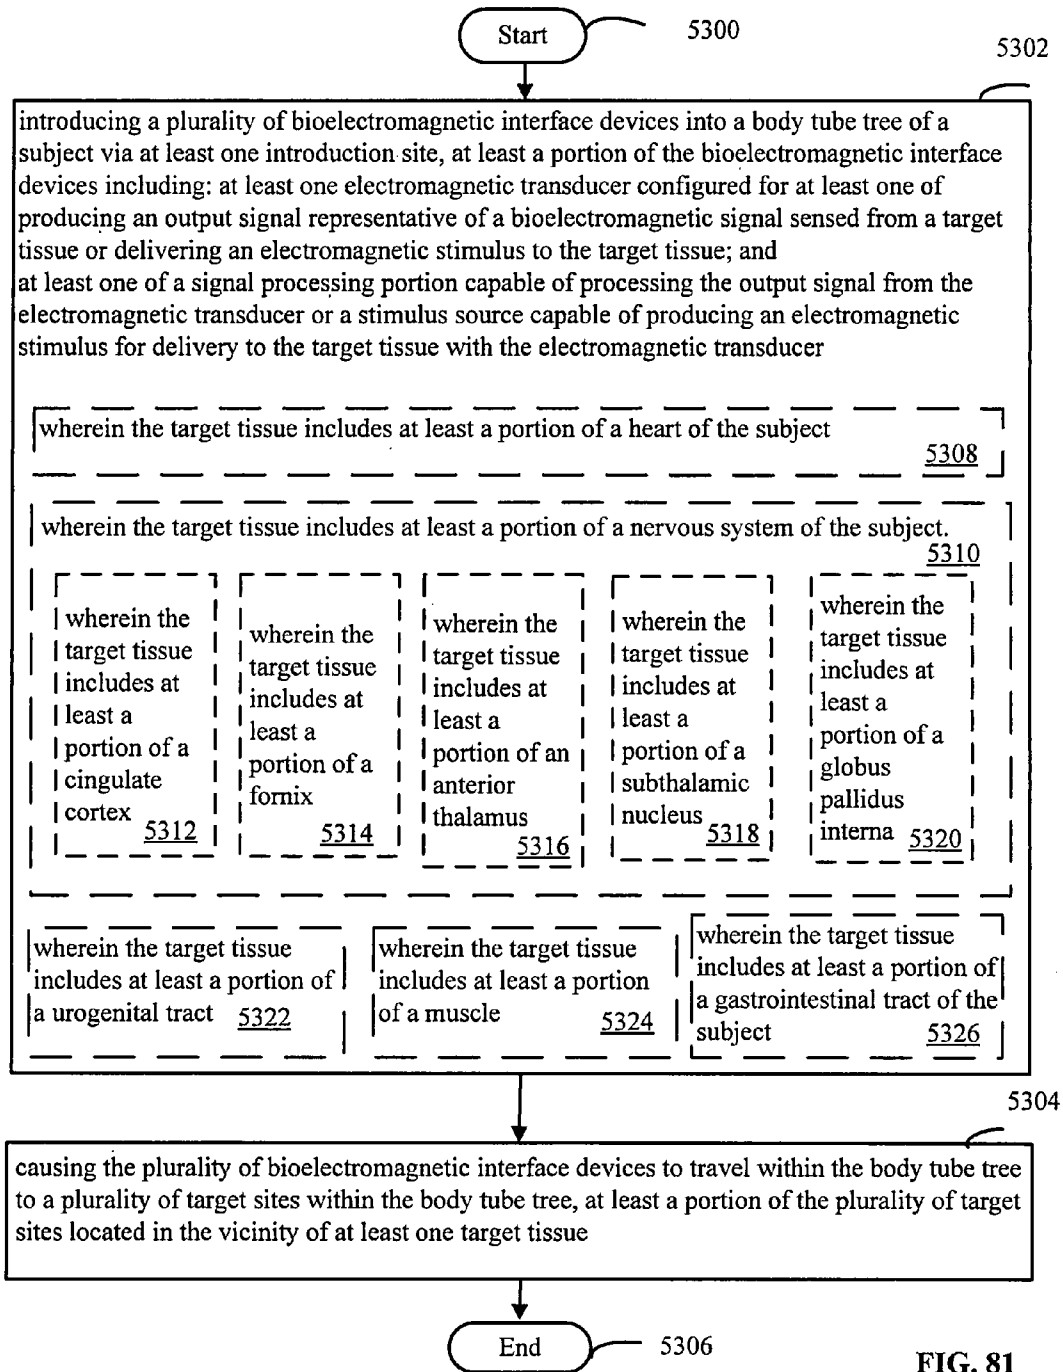 Start
5300
5302
introducing a plurality of bioelectromagnetic interface devices into a body tube tree of a
subject via at least one introduction site, at least a portion of the bioelectromagnetic interface
devices including: at least one electromagnetic transducer configured for at least one of
producing an output signal representative of a bioelectromagnetic signal sensed from a target
tissue or delivering an electromagnetic stimulus to the target tissue; and
at least one of a signal processing portion capable of processing the output signal from the
electromagnetic transducer or a stimulus source capable of producing an electromagnetic
stimulus for delivery to the target tissue with the electromagnetic transducer
wherein the target tissue includes at least a portion of a heart of the subject
5308
wherein the target tissue includes at least a portion of a nervous system of the subject.
5310
wherein the
target tissue
includes at
least a
portion of a
cingulate
cortex 5312
wherein the
target tissue
includes at
least a
portion of a
fornix
5314
wherein the
target tissue
includes at
least a
portion of an
anterior
thalamus
5316
wherein the
target tissue
includes at
least a
portion of a
subthalamic
nucleus
5318
wherein the
target tissue
includes at
least a
portion of a
globus
pallidus
interna 5320
wherein the target tissue
includes at least a portion of
a urogenital tract 5322
wherein the target tissue
includes at least a portion
of a muscle 5324
wherein the target tissue
includes at least a portion of
a gastrointestinal tract of the
subject 5326
5304
causing the plurality of bioelectromagnetic interface devices to travel within the body tube tree
to a plurality of target sites within the body tube tree, at least a portion of the plurality of target
sites located in the vicinity of at least one target tissue
End
5306
FIG. 81